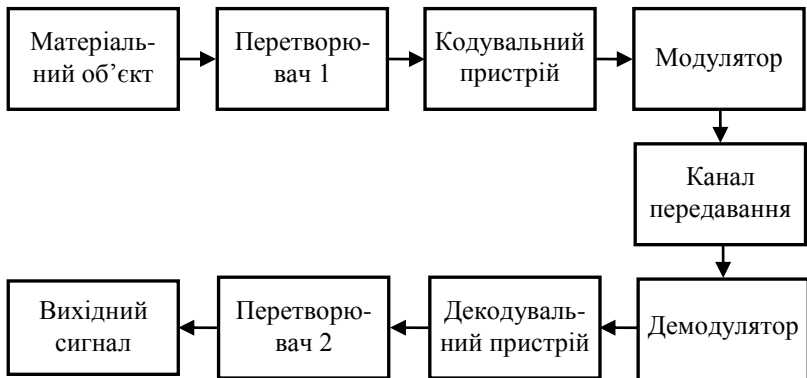 Матеріаль-
ний об’єкт
Перетворю-
вач 1
Кодувальний
пристрій
Модулятор
Канал
передавання
Вихідний
сигнал
Перетворю-
вач 2
Декодуваль-
ний пристрій
Демодулятор